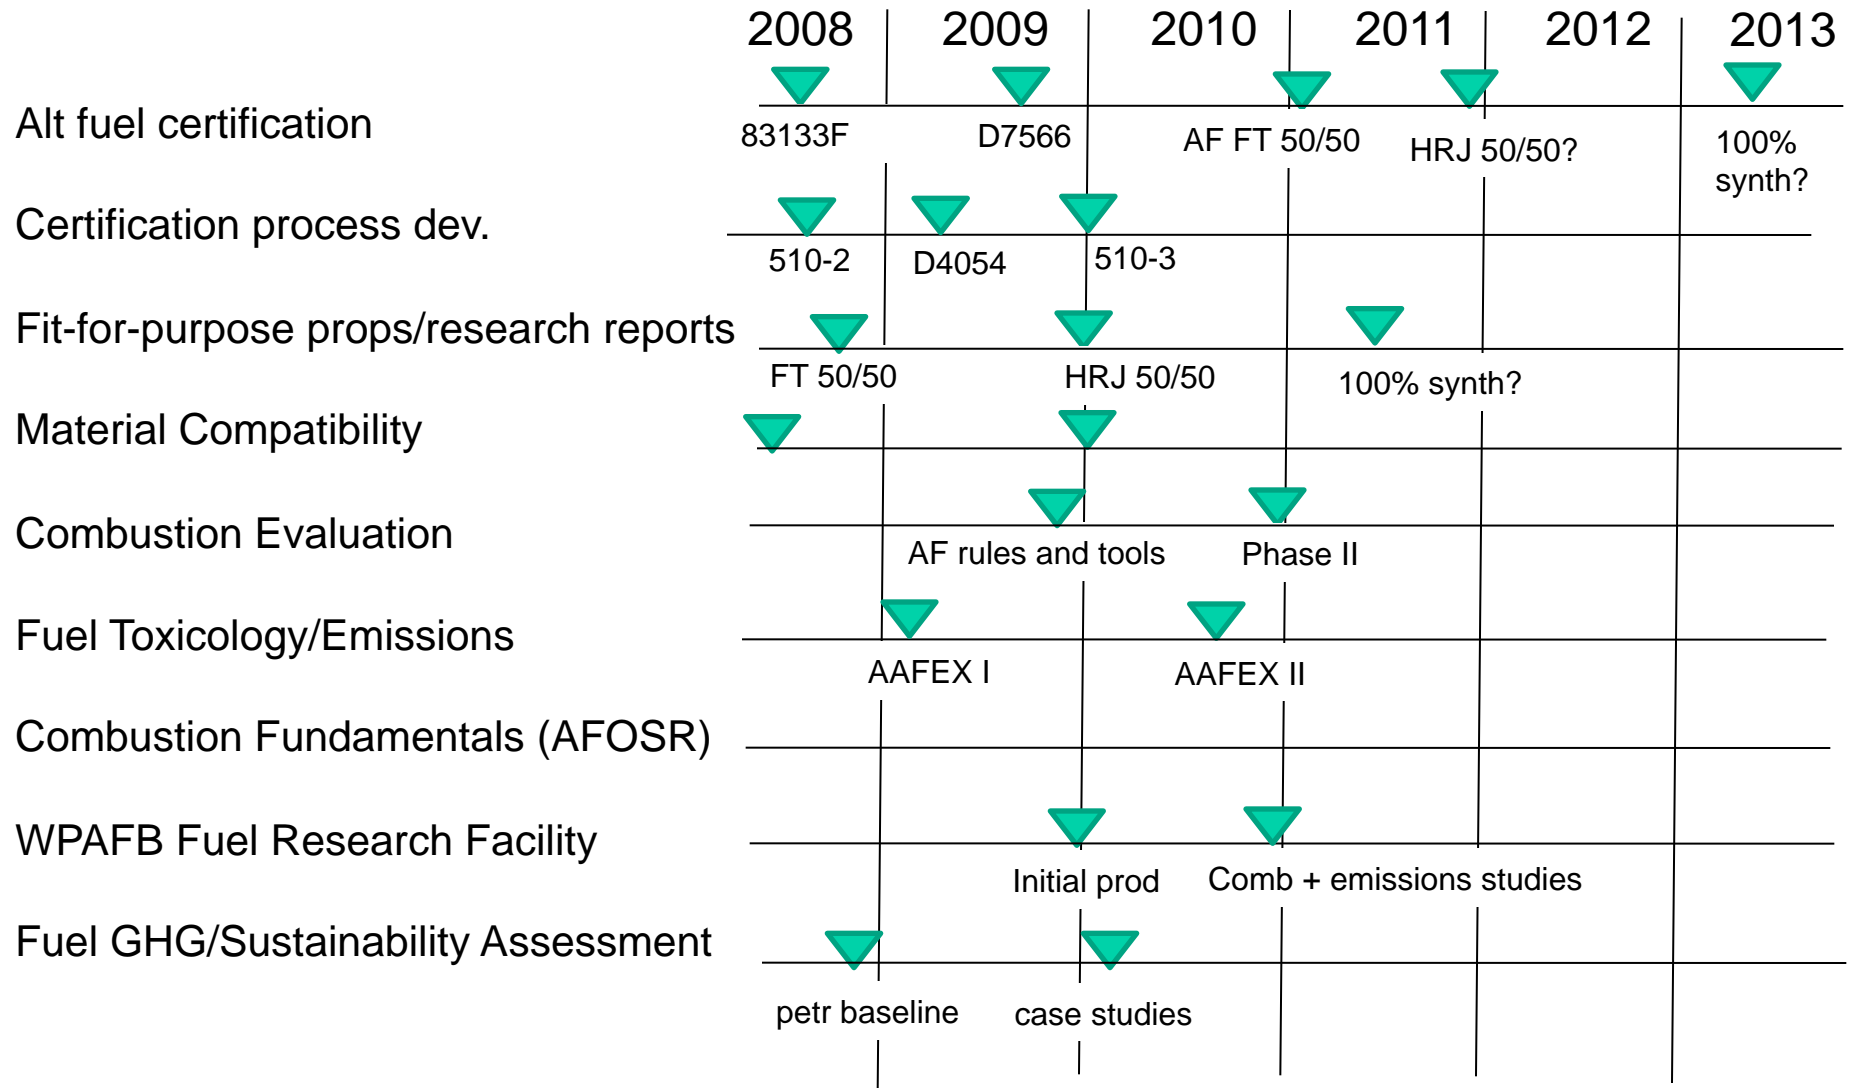 2008 2009 2010 2011 2012 2013
Alt fuel certification
83133F D7566 AF FT 50/50 HRJ 50/50? 100%
synth?
Certification process dev.
510-2 D4054 510-3
Fit-for-purpose props/research reports
FT 50/50 HRJ 50/50 100% synth?
Material Compatibility
Combustion Evaluation
AF rules and tools Phase II
Fuel Toxicology/Emissions
AAFEX I AAFEX II
Combustion Fundamentals (AFOSR)
WPAFB Fuel Research Facility
Initial prod Comb + emissions studies
Fuel GHG/Sustainability Assessment
petr baseline case studies